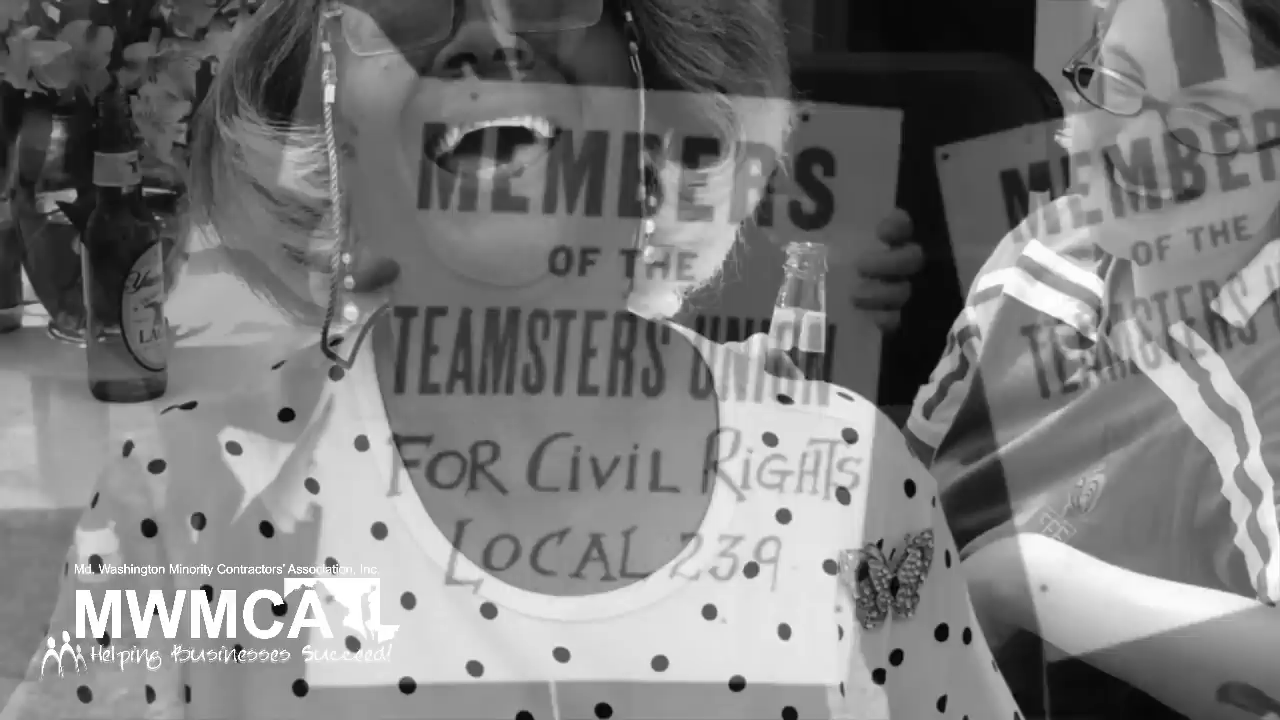 MEMBERS
OF THE
TEAMSTERS UNION
FOR CIVIL RIGHTS
LOCAL 239
MEMBER
OF THE
TEAMSTERS
Md. Washington Minority Contractors' Association, Inc.
MWMCA
Helping Businesses Succeed!